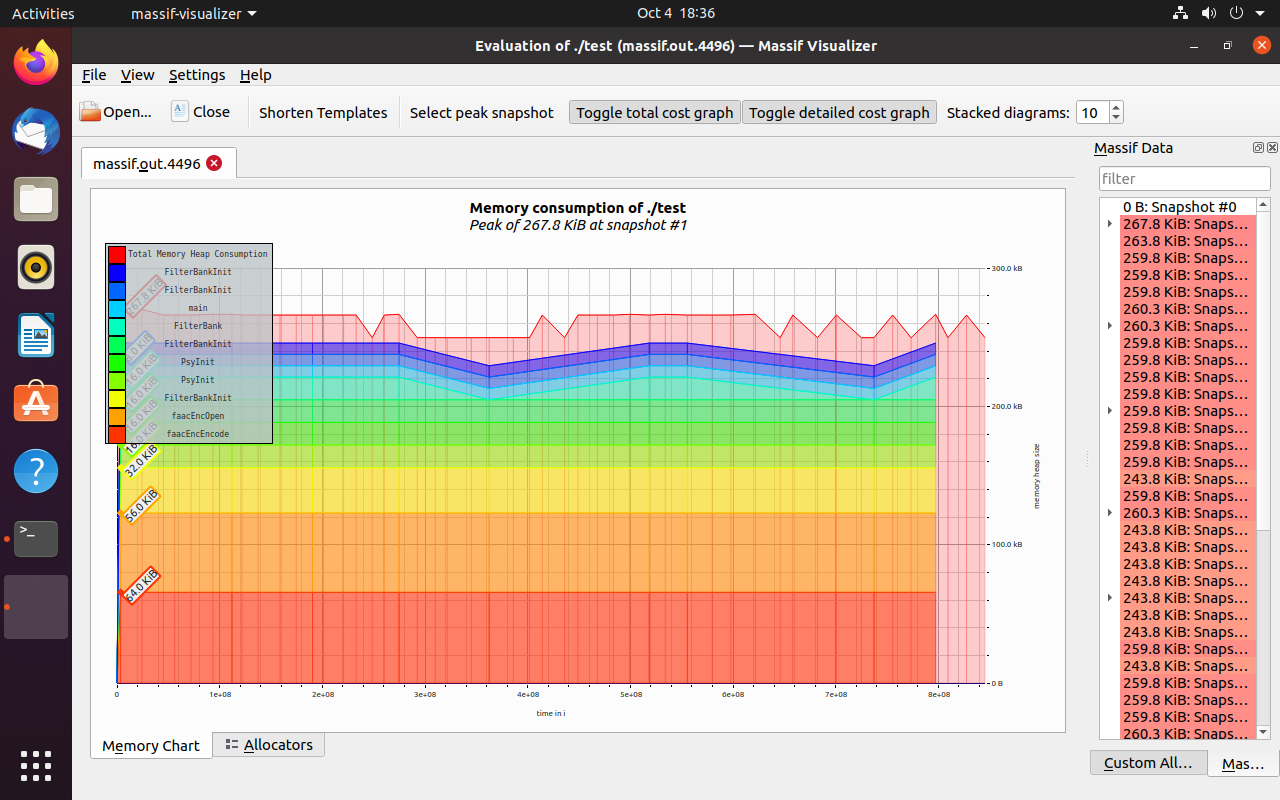 Activities massif-visualizer Oct 4 18:36
Evaluation of ./test (massif.out.4496) — Massif Visualizer
File View Settings Help
Open... Close Shorten Templates Select peak snapshot Toggle total cost graph Toggle detailed cost graph Stacked diagrams: 10
massif.out.4496
Memory consumption of ./test
Peak of 267.8 KiB at snapshot #1
Total Memory Heap Consumption
FilterBankInit
FilterBankInit
main
FilterBank
FilterBankInit
PsyInit
PsyInit
FilterBankInit
faacEncOpen
faacEncEncode
267.8 KiB
16.0 KiB
16.0 KiB
16.0 KiB
32.0 KiB
56.0 KiB
64.0 KiB
300.0 kB
200.0 kB
100.0 kB
0 B
memory heap size
0 1e+08 2e+08 3e+08 4e+08 5e+08 6e+08 7e+08 8e+08
time in i
Memory Chart Allocators
Massif Data
filter
0 B: Snapshot #0
267.8 KiB: Snaps...
263.8 KiB: Snaps...
259.8 KiB: Snaps...
259.8 KiB: Snaps...
259.8 KiB: Snaps...
260.3 KiB: Snaps...
260.3 KiB: Snaps...
259.8 KiB: Snaps...
259.8 KiB: Snaps...
259.8 KiB: Snaps...
259.8 KiB: Snaps...
259.8 KiB: Snaps...
259.8 KiB: Snaps...
259.8 KiB: Snaps...
259.8 KiB: Snaps...
243.8 KiB: Snaps...
259.8 KiB: Snaps...
260.3 KiB: Snaps...
243.8 KiB: Snaps...
243.8 KiB: Snaps...
243.8 KiB: Snaps...
243.8 KiB: Snaps...
243.8 KiB: Snaps...
243.8 KiB: Snaps...
243.8 KiB: Snaps...
259.8 KiB: Snaps...
243.8 KiB: Snaps...
259.8 KiB: Snaps...
259.8 KiB: Snaps...
259.8 KiB: Snaps...
260.3 KiB: Snaps...
Custom All... Mas...